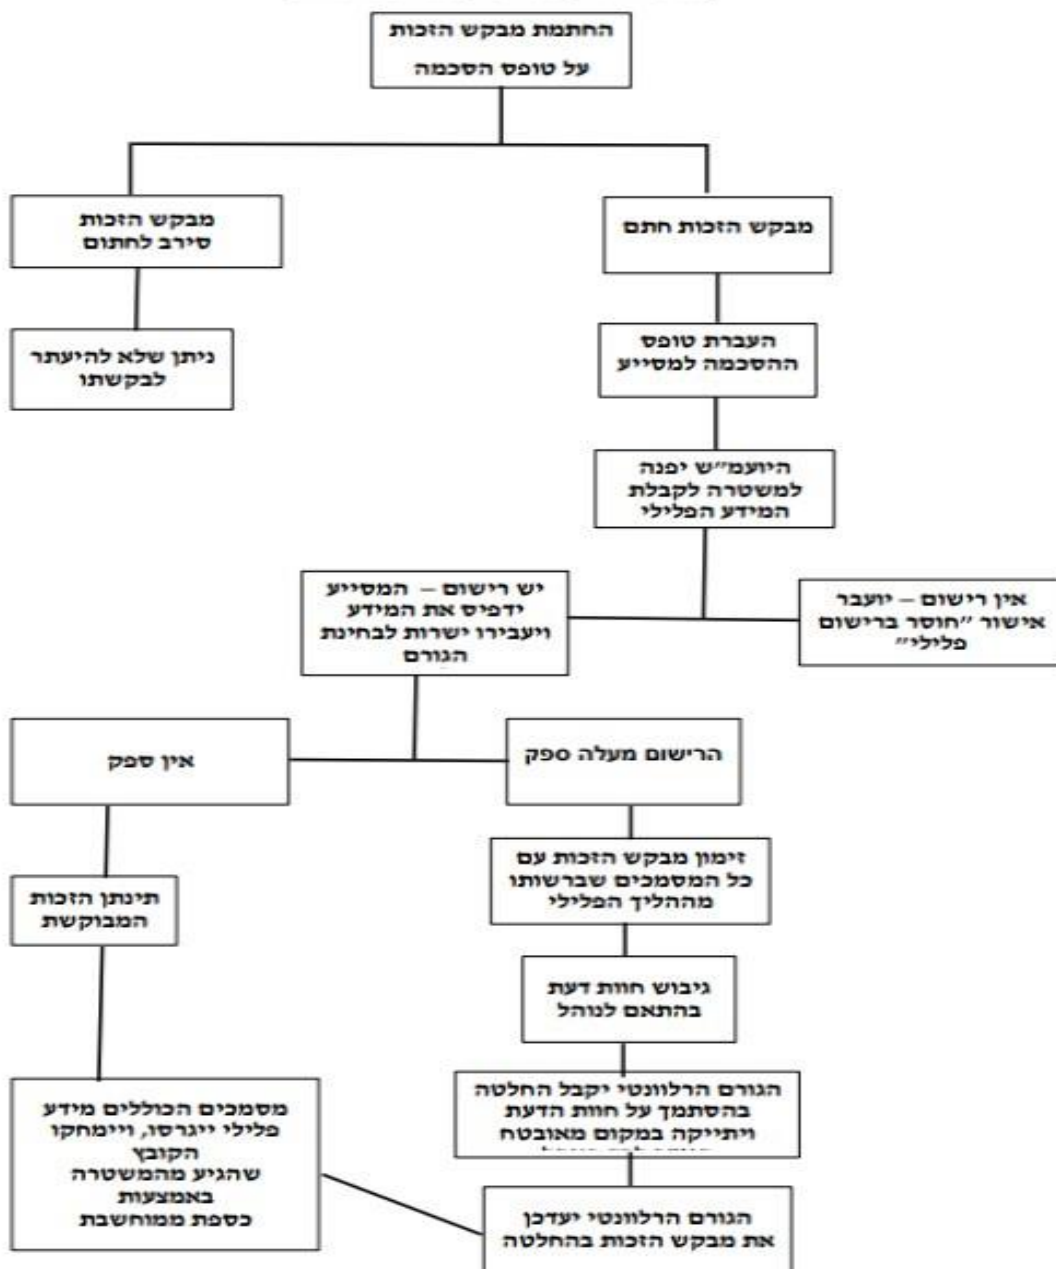 החתמת מבקש הזכות
על טופס הסכמה
מבקש הזכות חתם
מבקש הזכות
סירב לחתום
העברת טופס
ההסכמה למסייע
ניתן שלא להיעתר
לבקשתו
היועמ״ש יפנה
למשטרה לקבלת
המידע הפלילי
אין רישום – יועבר
אישור ״חוסר ברישום
פלילי״
יש רישום – המסייע
ידפיס את המידע
ויעבירו ישרות לבחינת
הגורם
הרישום מעלה ספק
אין ספק
זימון מבקש הזכות עם
כל המסמכים שברשותו
מההליך הפלילי
תינתן הזכות
המבוקשת
גיבוש חוות דעת
בהתאם לנוהל
הגורם הרלוונטי יקבל החלטה
בהסתמך על חוות הדעת
ויתייקה במקום מאובטח
מסמכים הכוללים מידע
פלילי ייגרסו, ויימחקו
הקובץ
שהגיע מהמשטרה
באמצעות
כספת ממוחשבת
הגורם הרלוונטי יעדכן
את מבקש הזכות בהחלטה